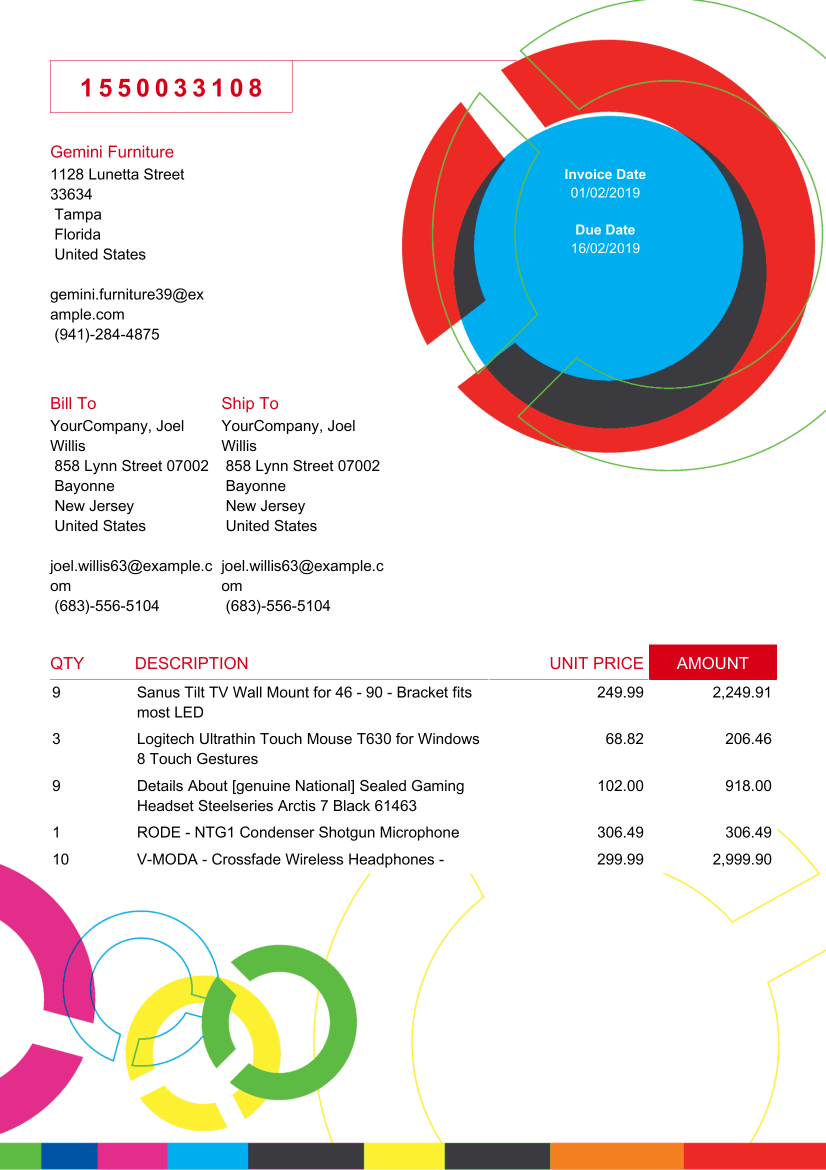 1550033108
Gemini Furniture
1128 Lunetta Street
33634
Tampa
Florida
United States
gemini.furniture39@ex
ample.com
(941)-284-4875
Invoice Date
01/02/2019
Due Date
16/02/2019
Bill To
YourCompany, Joel
Willis
858 Lynn Street 07002
Bayonne
New Jersey
United States
joel.willis63@example.c
om
(683)-556-5104
Ship To
YourCompany, Joel
Willis
858 Lynn Street 07002
Bayonne
New Jersey
United States
joel.willis63@example.c
om
(683)-556-5104
QTY DESCRIPTION UNIT PRICE AMOUNT
9 Sanus Tilt TV Wall Mount for 46 - 90 - Bracket fits 249.99 2,249.91
most LED
3 Logitech Ultrathin Touch Mouse T630 for Windows 68.82 206.46
8 Touch Gestures
9 Details About [genuine National] Sealed Gaming 102.00 918.00
Headset Steelseries Arctis 7 Black 61463
1 RODE - NTG1 Condenser Shotgun Microphone 306.49 306.49
10 V-MODA - Crossfade Wireless Headphones - 299.99 2,999.90